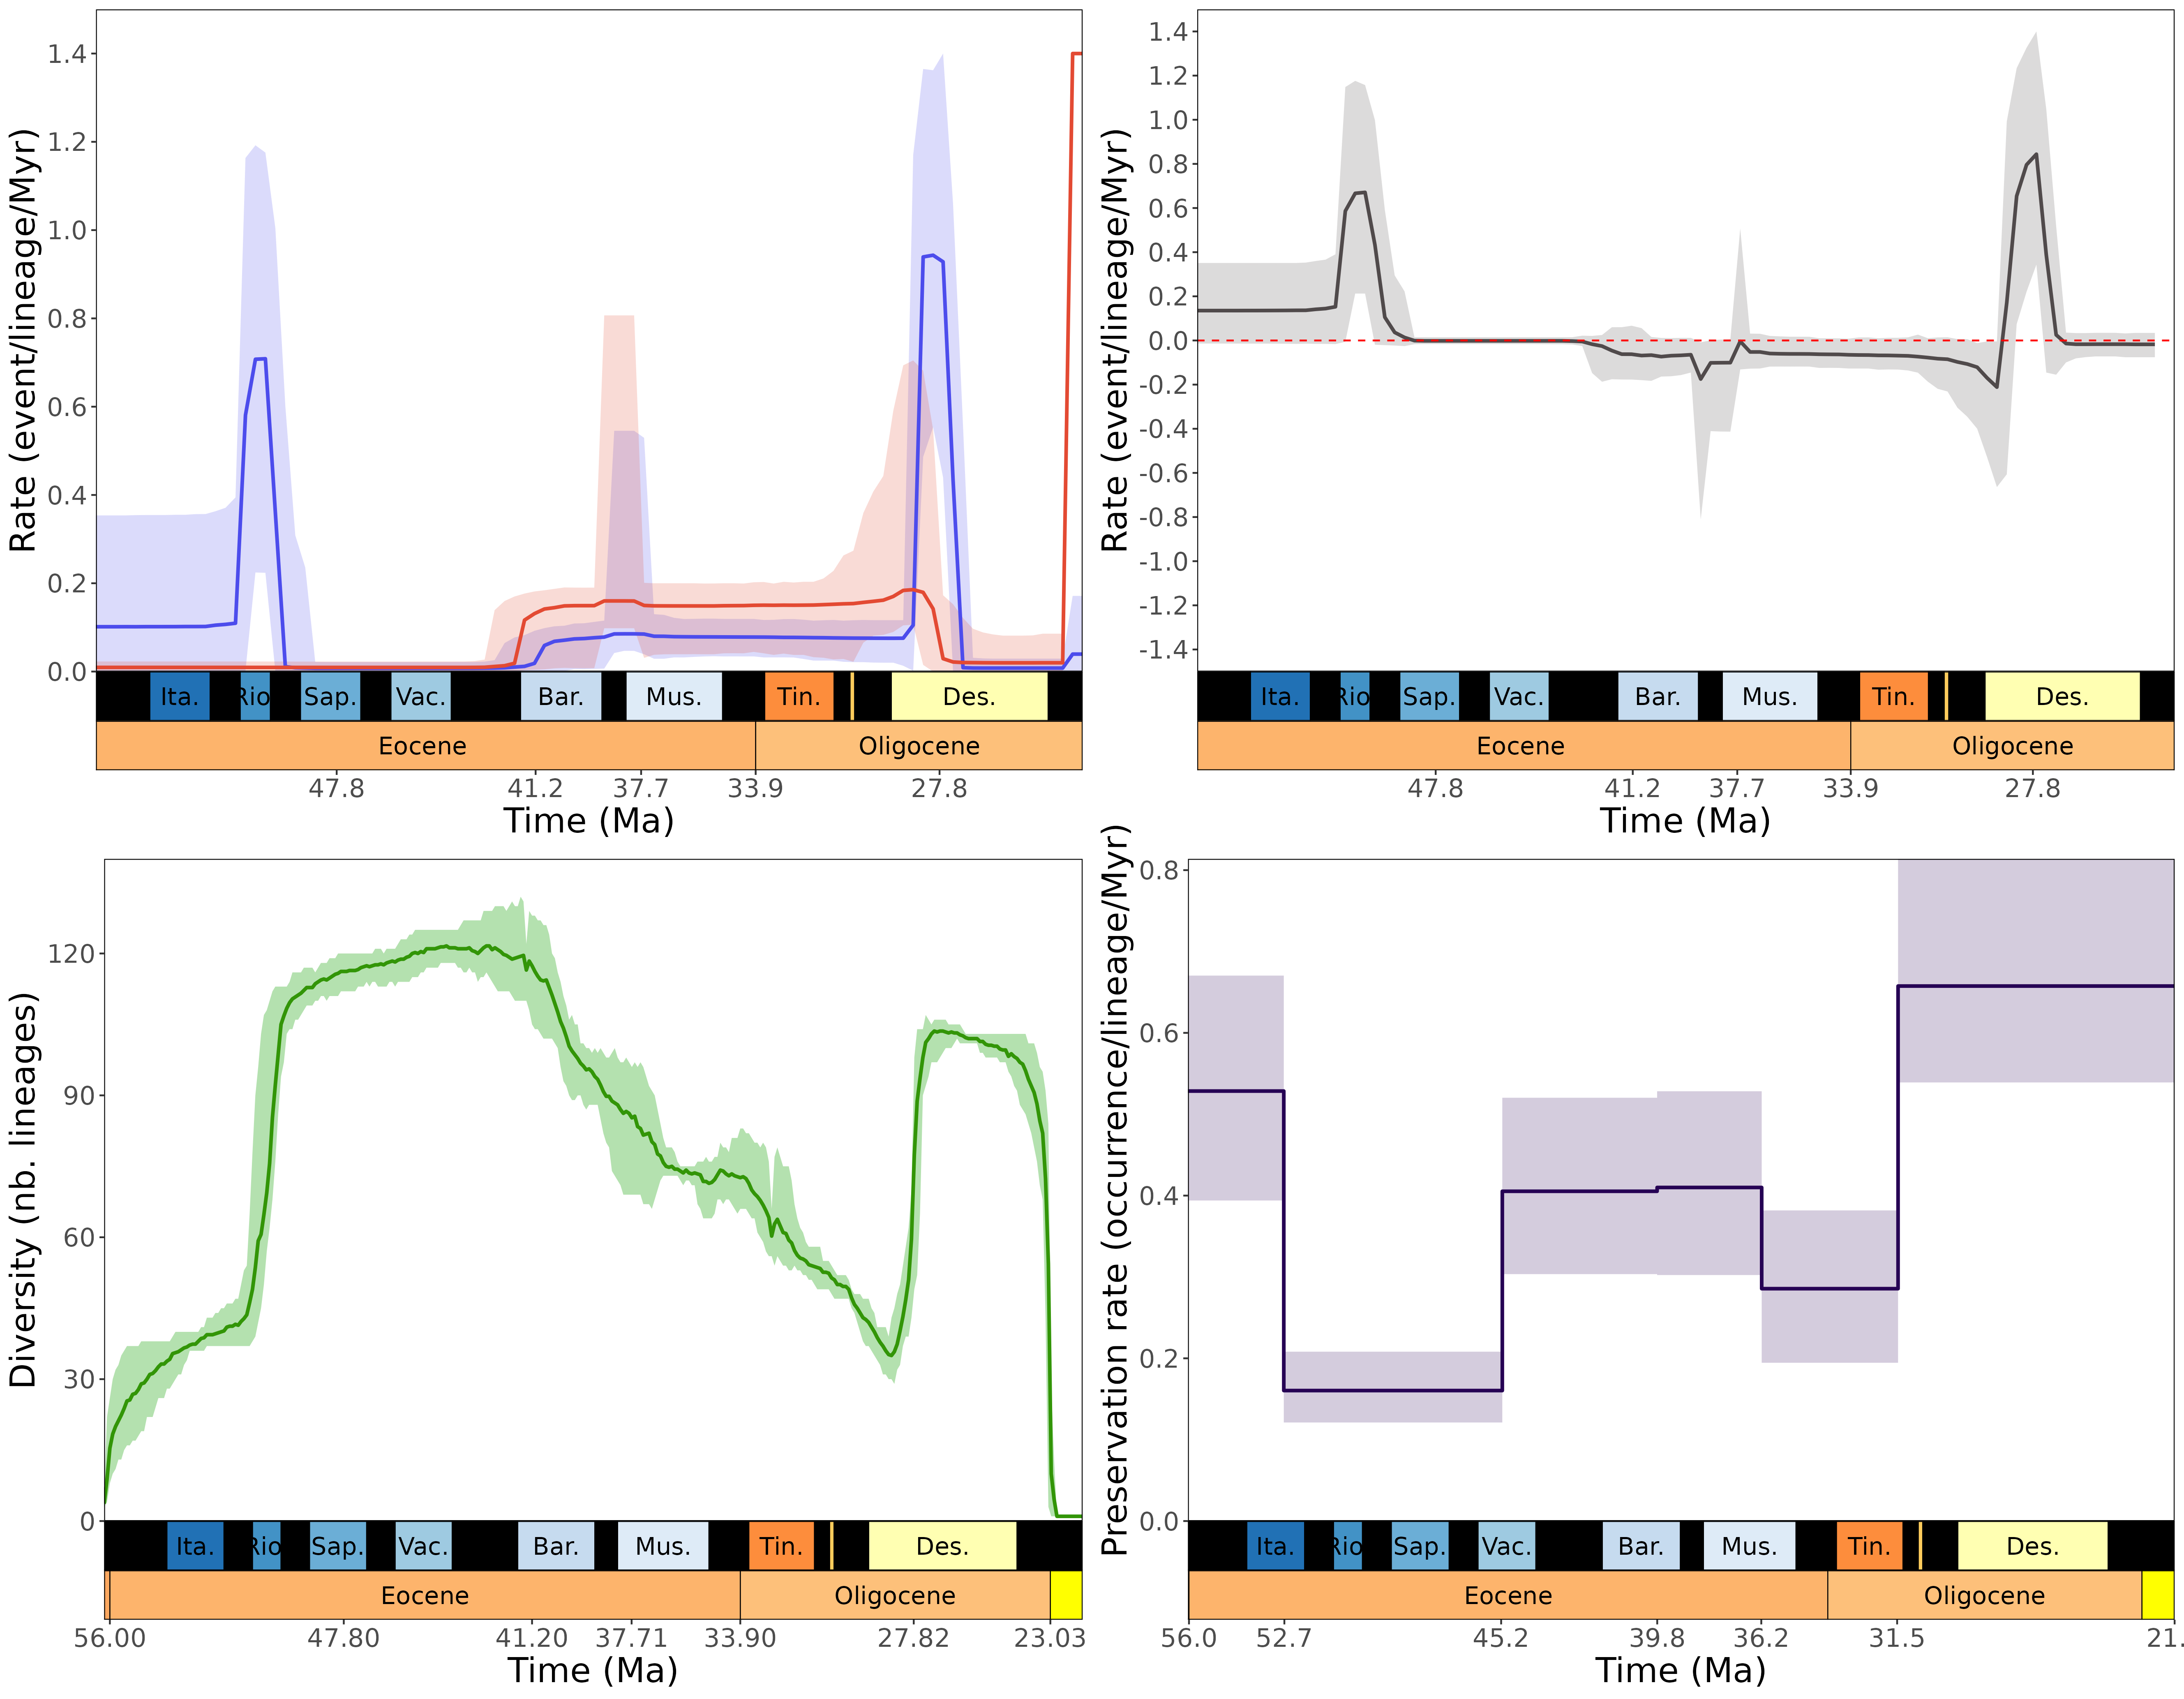 Rate (event/lineage/Myr)
1.4
1.2
1.0
0.8
0.6
0.4
0.2
0.0
Ita. Rio Sap. Vac. Bar. Mus. Tin. Des.
Eocene Oligocene
47.8 41.2 37.7 33.9 27.8
Time (Ma)
Rate (event/lineage/Myr)
1.4
1.2
1.0
0.8
0.6
0.4
0.2
0.0
-0.2
-0.4
-0.6
-0.8
-1.0
-1.2
-1.4
Ita. Rio Sap. Vac. Bar. Mus. Tin. Des.
Eocene Oligocene
47.8 41.2 37.7 33.9 27.8
Time (Ma)
Diversity (nb. lineages)
120
90
60
30
0
Ita. Rio Sap. Vac. Bar. Mus. Tin. Des.
Eocene Oligocene
56.00 47.80 41.20 37.71 33.90 27.82 23.03
Time (Ma)
Preservation rate (occurrence/lineage/Myr)
0.8
0.6
0.4
0.2
0.0
Ita. Rio Sap. Vac. Bar. Mus. Tin. Des.
Eocene Oligocene
56.0 52.7 45.2 39.8 36.2 31.5 21.
Time (Ma)